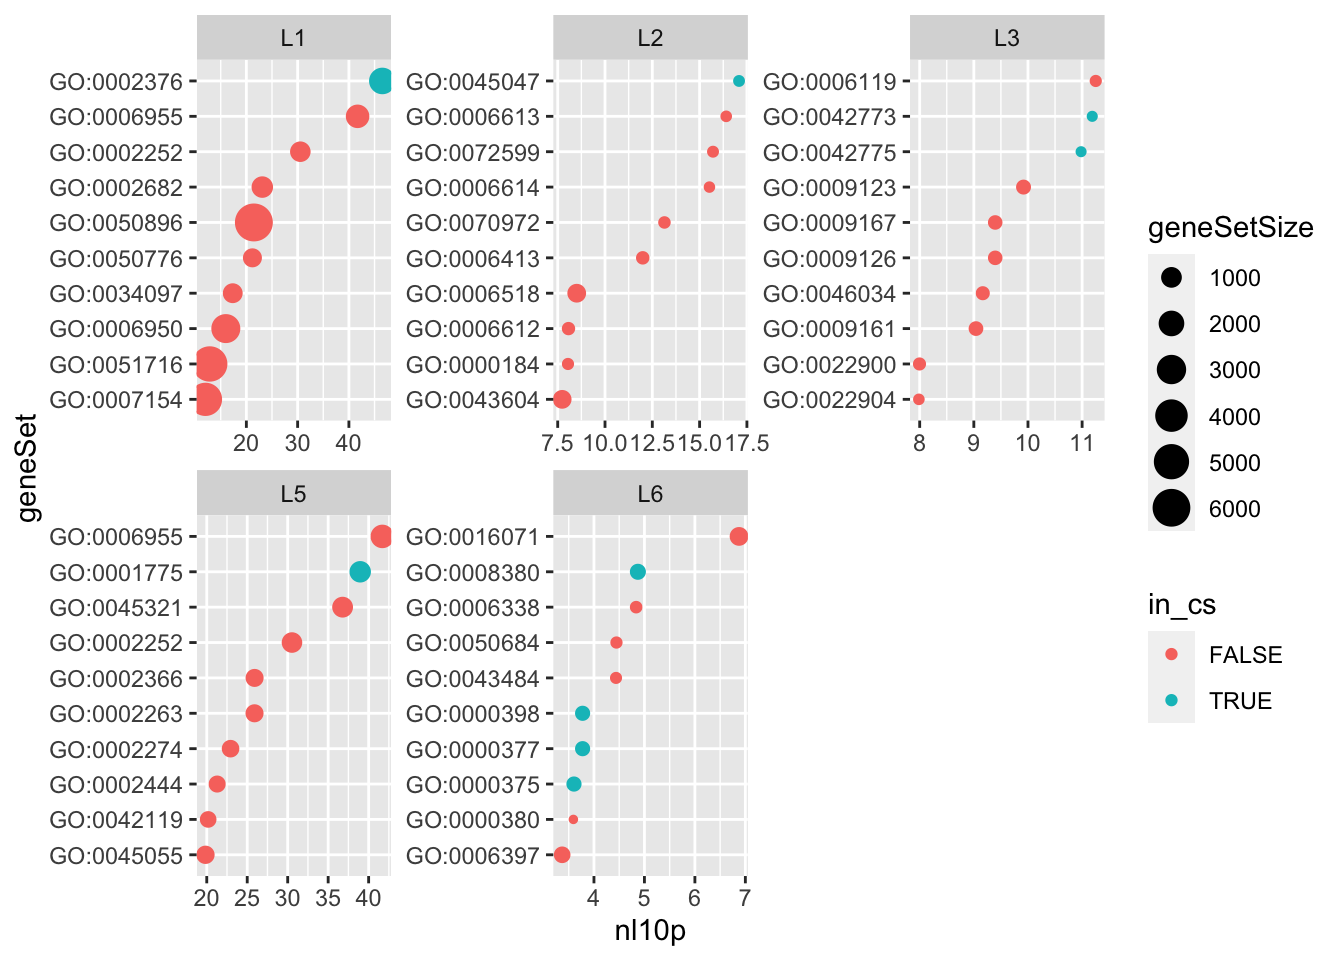 L1
L2
L3
GO:0002376
GO:0006955
GO:0002252
GO:0002682
GO:0050896
GO:0050776
GO:0034097
GO:0006950
GO:0051716
GO:0007154
20 30 40
GO:0045047
GO:0006613
GO:0072599
GO:0006614
GO:0070972
GO:0006413
GO:0006518
GO:0006612
GO:0000184
GO:0043604
7.5 10.0 12.5 15.0 17.5
GO:0006119
GO:0042773
GO:0042775
GO:0009123
GO:0009167
GO:0009126
GO:0046034
GO:0009161
GO:0022900
GO:0022904
8 9 10 11
geneSet
L5
L6
GO:0006955
GO:0001775
GO:0045321
GO:0002252
GO:0002366
GO:0002263
GO:0002274
GO:0002444
GO:0042119
GO:0045055
20 25 30 35 40
GO:0016071
GO:0008380
GO:0006338
GO:0050684
GO:0043484
GO:0000398
GO:0000377
GO:0000375
GO:0000380
GO:0006397
4 5 6 7
nl10p
geneSetSize
1000
2000
3000
4000
5000
6000
in_cs
FALSE
TRUE